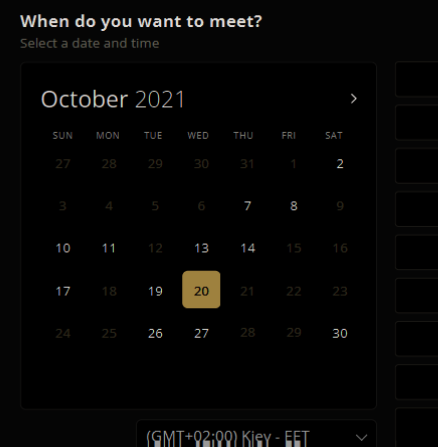 When do you want to meet?
Select a date and time
October 2021
SUN MON TUE WED THU FRI SAT
27 28 29 30 31 1 2
3 4 5 6 7 8 9
10 11 12 13 14 15 16
17 18 19 20 21 22 23
24 25 26 27 28 29 30
(GMT+02:00) Kiev - EET